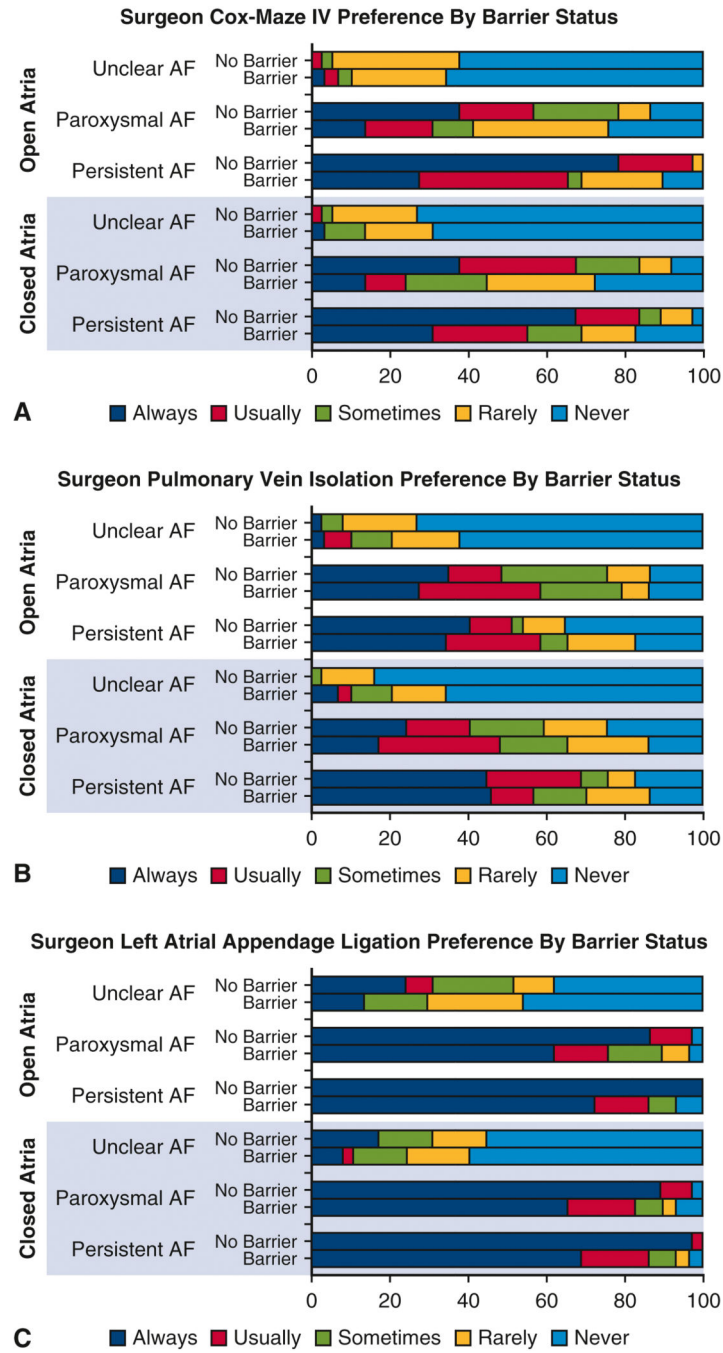 Surgeon Cox-Maze IV Preference By Barrier Status
Open Atria
Unclear AF
No Barrier
Barrier
Paroxysmal AF
No Barrier
Barrier
Persistent AF
No Barrier
Barrier
Closed Atria
Unclear AF
No Barrier
Barrier
Paroxysmal AF
No Barrier
Barrier
Persistent AF
No Barrier
Barrier
0 20 40 60 80 100
A Always Usually Sometimes Rarely Never
Surgeon Pulmonary Vein Isolation Preference By Barrier Status
Open Atria
Unclear AF
No Barrier
Barrier
Paroxysmal AF
No Barrier
Barrier
Persistent AF
No Barrier
Barrier
Closed Atria
Unclear AF
No Barrier
Barrier
Paroxysmal AF
No Barrier
Barrier
Persistent AF
No Barrier
Barrier
0 20 40 60 80 100
B Always Usually Sometimes Rarely Never
Surgeon Left Atrial Appendage Ligation Preference By Barrier Status
Open Atria
Unclear AF
No Barrier
Barrier
Paroxysmal AF
No Barrier
Barrier
Persistent AF
No Barrier
Barrier
Closed Atria
Unclear AF
No Barrier
Barrier
Paroxysmal AF
No Barrier
Barrier
Persistent AF
No Barrier
Barrier
0 20 40 60 80 100
C Always Usually Sometimes Rarely Never